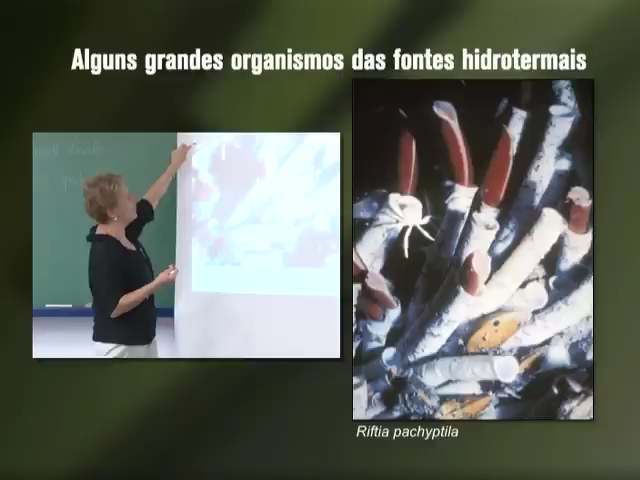 Alguns grandes organismos das fontes hidrotermais
Riftia pachyptila